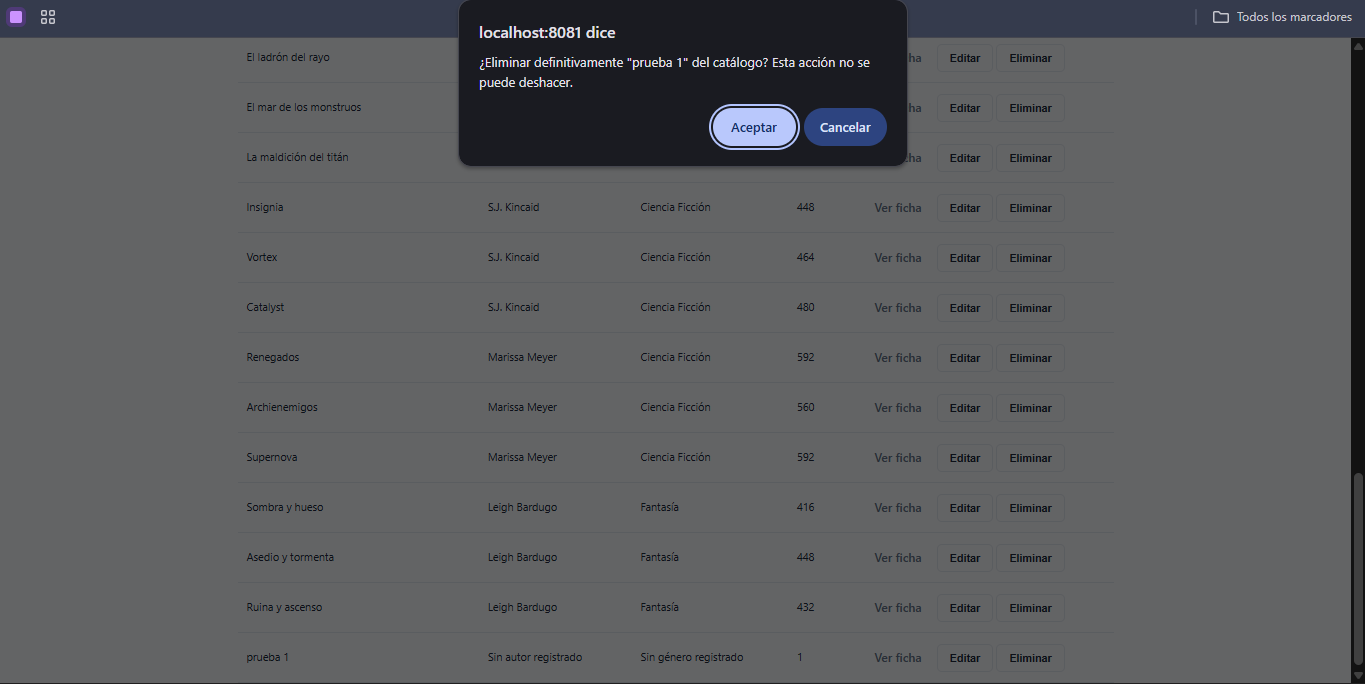 Todos los marcadores
localhost:8081 dice
¿Eliminar definitivamente "prueba 1" del catálogo? Esta acción no se
puede deshacer.
Aceptar Cancelar
El ladrón del rayo ha Editar Eliminar
El mar de los monstruos ha Editar Eliminar
La maldición del titán ha Editar Eliminar
Insignia S.J. Kincaid Ciencia Ficción 448 Ver ficha Editar Eliminar
Vortex S.J. Kincaid Ciencia Ficción 464 Ver ficha Editar Eliminar
Catalyst S.J. Kincaid Ciencia Ficción 480 Ver ficha Editar Eliminar
Renegados Marissa Meyer Ciencia Ficción 592 Ver ficha Editar Eliminar
Archienemigos Marissa Meyer Ciencia Ficción 560 Ver ficha Editar Eliminar
Supernova Marissa Meyer Ciencia Ficción 592 Ver ficha Editar Eliminar
Sombra y hueso Leigh Bardugo Fantasía 416 Ver ficha Editar Eliminar
Asedio y tormenta Leigh Bardugo Fantasía 448 Ver ficha Editar Eliminar
Ruina y ascenso Leigh Bardugo Fantasía 432 Ver ficha Editar Eliminar
prueba 1 Sin autor registrado Sin género registrado 1 Ver ficha Editar Eliminar